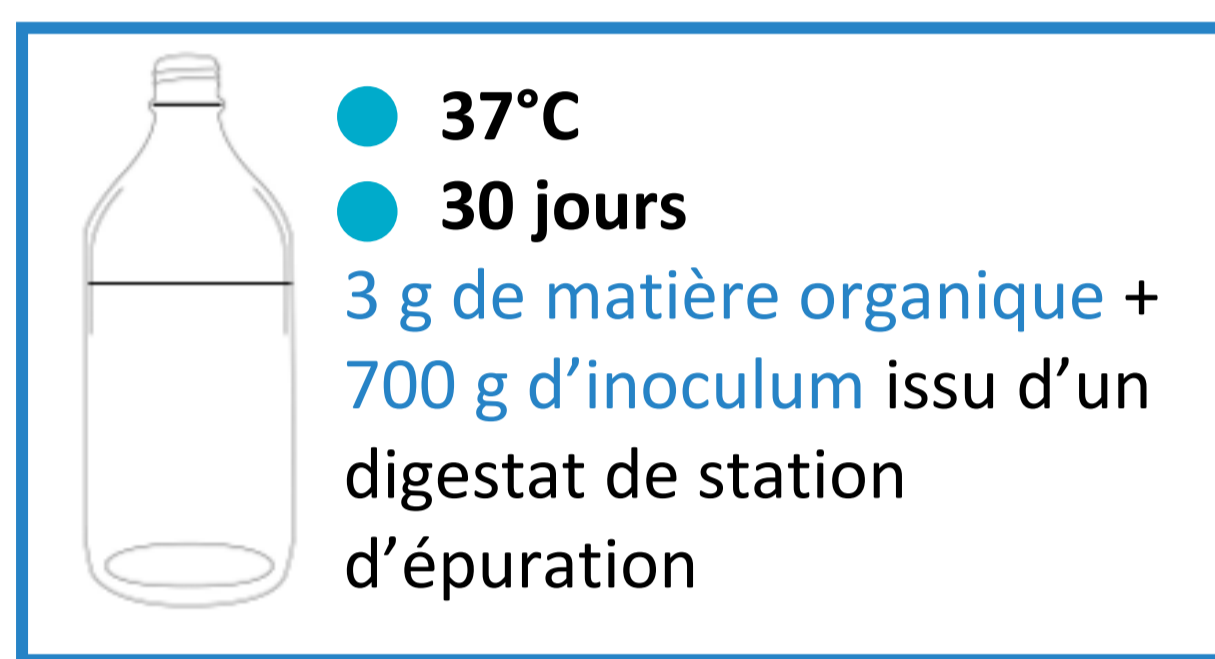 37°C
30 jours
3 g de matière organique +
700 g d’inoculum issu d’un
digestat de station
d’épuration